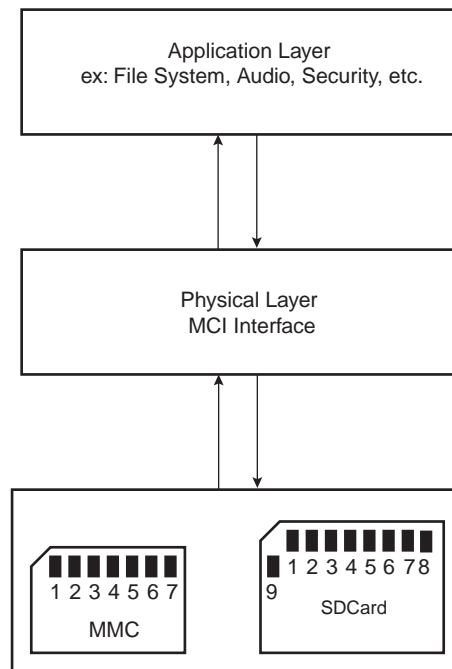 Application Layer
ex: File System, Audio, Security, etc.
Physical Layer
MCI Interface
1 2 3 4 5 6 7
MMC
1 2 3 4 5 6 7 8
9
SDCard